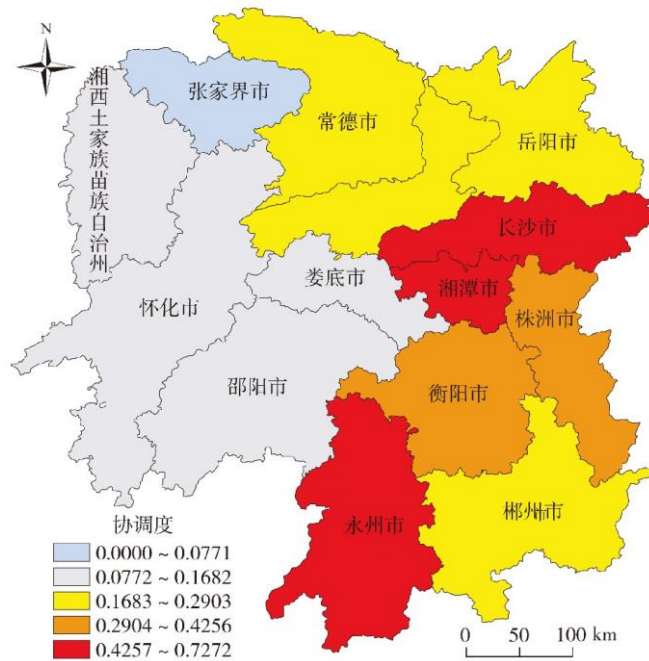 N
张家界市
湘西土家族苗族自治州
常德市
岳阳市
长沙市
娄底市
湘潭市
怀化市
株洲市
邵阳市
衡阳市
永州市
郴州市
协调度
0.0000 ~ 0.0771
0.0772 ~ 0.1682
0.1683 ~ 0.2903
0.2904 ~ 0.4256
0.4257 ~ 0.7272
0 50 100 km